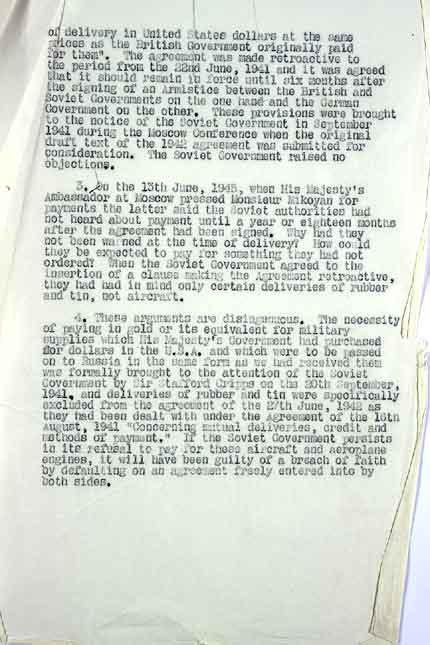 of delivery in United States dollars at the same
prices as the British Government originally paid
for them". The agreement was made retroactive to
the period from the 22nd June, 1941 and it was agreed
that it should remain in force until six months after
the signing of an Armistice between the British and
Soviet Governments on the one hand and the German
Government on the other. These provisions were brought
to the notice of the Soviet Government in September
1941 during the Moscow Conference when the original
draft text of the 1942 agreement was submitted for
consideration. The Soviet Government raised no
objections.
3. On the 13th June, 1945, when His Majesty's
Ambassador at Moscow pressed Monsieur Mikoyan for
payments the latter said the Soviet authorities had
not heard about payment until a year or eighteen months
after the agreement had been signed. Why had they
not been warned at the time of delivery? How could
they be expected to pay for something they had not
ordered? When the Soviet Government agreed to the
insertion of a clause making the Agreement retroactive,
they had had in mind only certain deliveries of rubber
and tin, not aircraft.
4. These arguments are disingenuous. The necessity
of paying in gold or its equivalent for military
supplies which His Majesty's Government had purchased
for dollars in the U.S.A. and which were to be passed
on to Russia in the same form as we had received them
was formally brought to the attention of the Soviet
Government by Sir Stafford Cripps on the 20th September,
1941, and deliveries of rubber and tin were specifically
excluded from the agreement of the 27th June, 1942 as
they had been dealt with under the Agreement of the 16th
August, 1941 "Concerning mutual deliveries, credit and
methods of payment." If the Soviet Government persists
in its refusal to pay for these aircraft and aeroplane
engines, it will have been guilty of a breach of faith
by defaulting on an agreement freely entered into by
both sides.